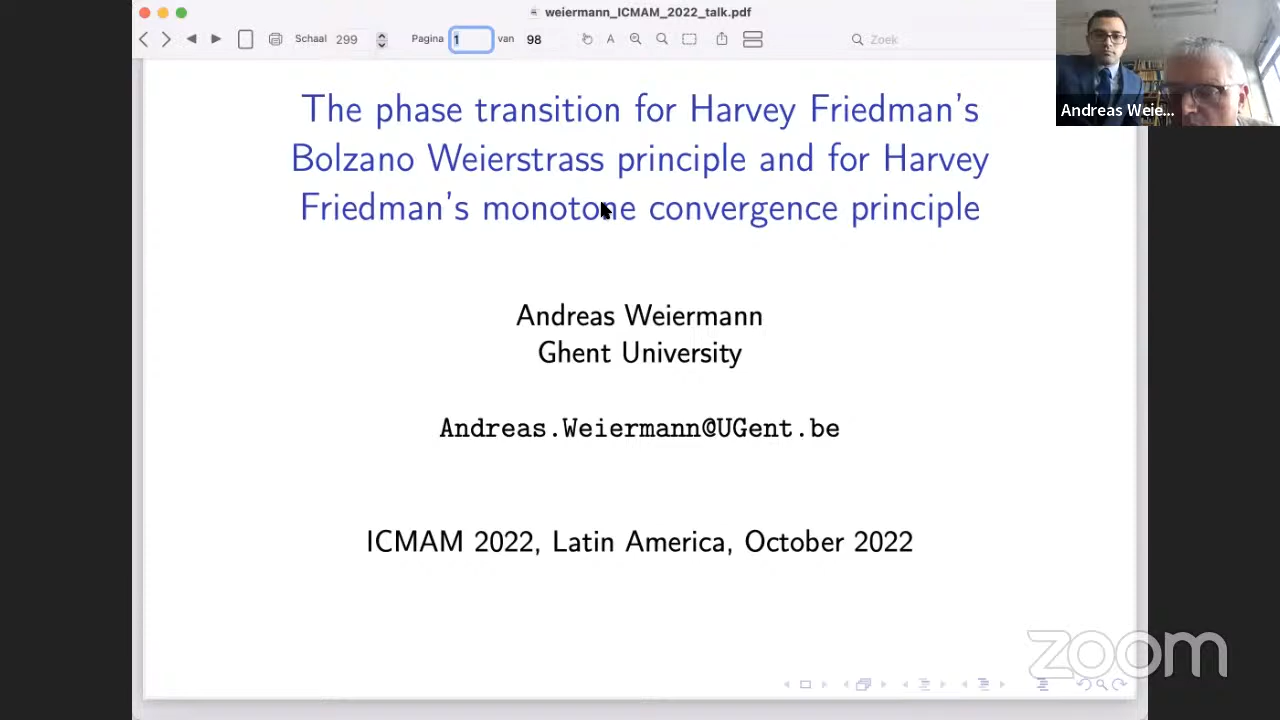 weiermann_ICMAM_2022_talk.pdf
Schaal 299
Pagina 1 van 98
A
Zoek
Andreas Weie...
The phase transition for Harvey Friedman's
Bolzano Weierstrass principle and for Harvey
Friedman's monotone convergence principle
Andreas Weiermann
Ghent University
Andreas.Weiermann@UGent.be
ICMAM 2022, Latin America, October 2022
zoom